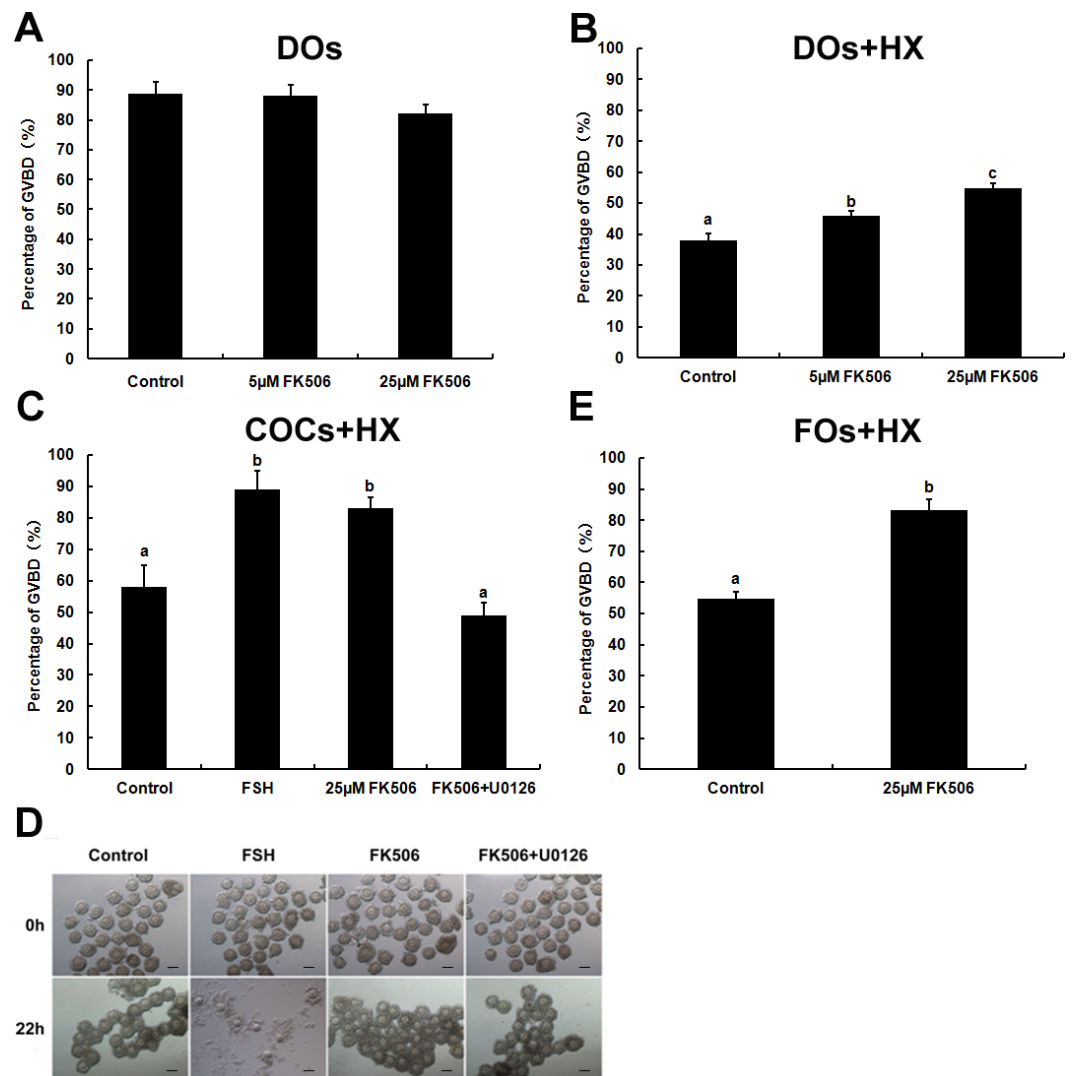 A
DOs
Percentage of GVBD (%)
100
90
80
70
60
50
40
30
20
10
0
Control 5μM FK506 25μM FK506
B
DOs+HX
Percentage of GVBD (%)
100
90
80
70
60
50
40
30
20
10
0
a b c
Control 5μM FK506 25μM FK506
C
COCs+HX
Percentage of GVBD (%)
100
90
80
70
60
50
40
30
20
10
0
a b b a
Control FSH 25μM FK506 FK506+U0126
E
FOs+HX
Percentage of GVBD (%)
100
90
80
70
60
50
40
30
20
10
0
a b
Control 25μM FK506
D
Control FSH FK506 FK506+U0126
0h
22h